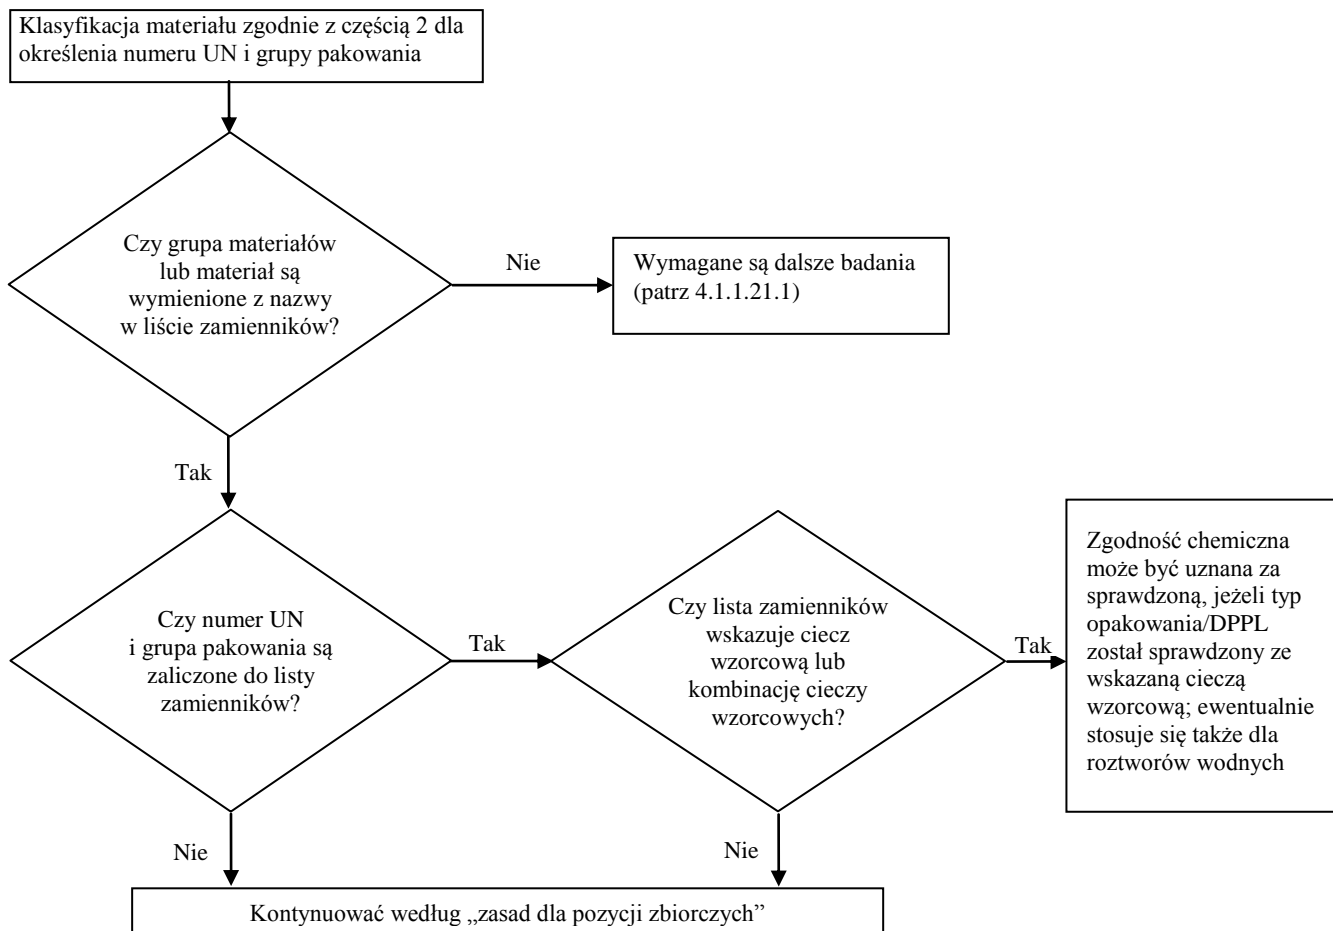 Klasyfikacja materiału zgodnie z częścią 2 dla
określenia numeru UN i grupy pakowania
Czy grupa materiałów
lub materiał są
wymienione z nazwy
w liście zamienników?
Nie
Wymagane są dalsze badania
(patrz 4.1.1.21.1)
Tak
Czy numer UN
i grupa pakowania są
zaliczone do listy
zamienników?
Tak
Czy lista zamienników
wskazuje ciecz
wzorcową lub
kombinację cieczy
wzorcowych?
Tak
Zgodność chemiczna
może być uznana za
sprawdzoną, jeżeli typ
opakowania/DPPL
został sprawdzony ze
wskazaną cieczą
wzorcową; ewentualnie
stosuje się także dla
roztworów wodnych
Nie
Nie
Kontynuować według „zasad dla pozycji zbiorczych”